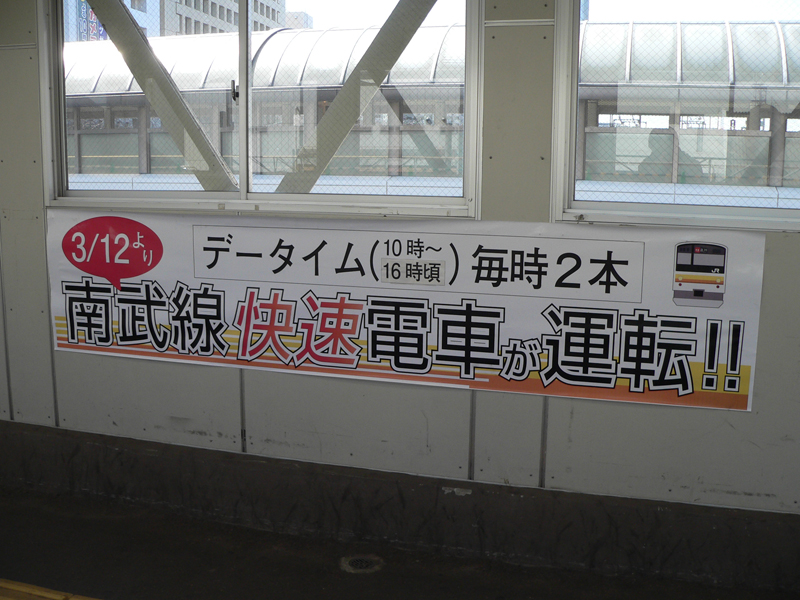 3/12より
データイム(10時～16時頃)毎時2本
JR
南武線快速電車が運転!!